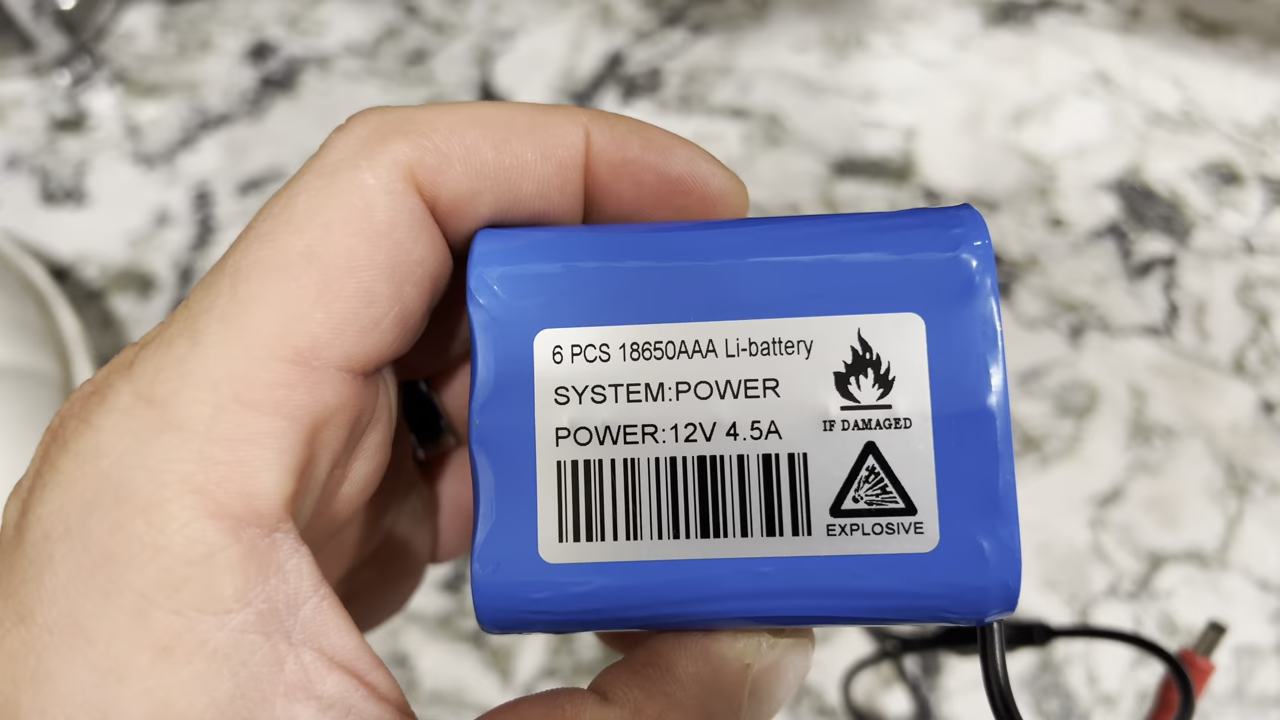 6 PCS 18650AAA Li-battery
SYSTEM:POWER
POWER:12V 4.5A
IF DAMAGED
EXPLOSIVE